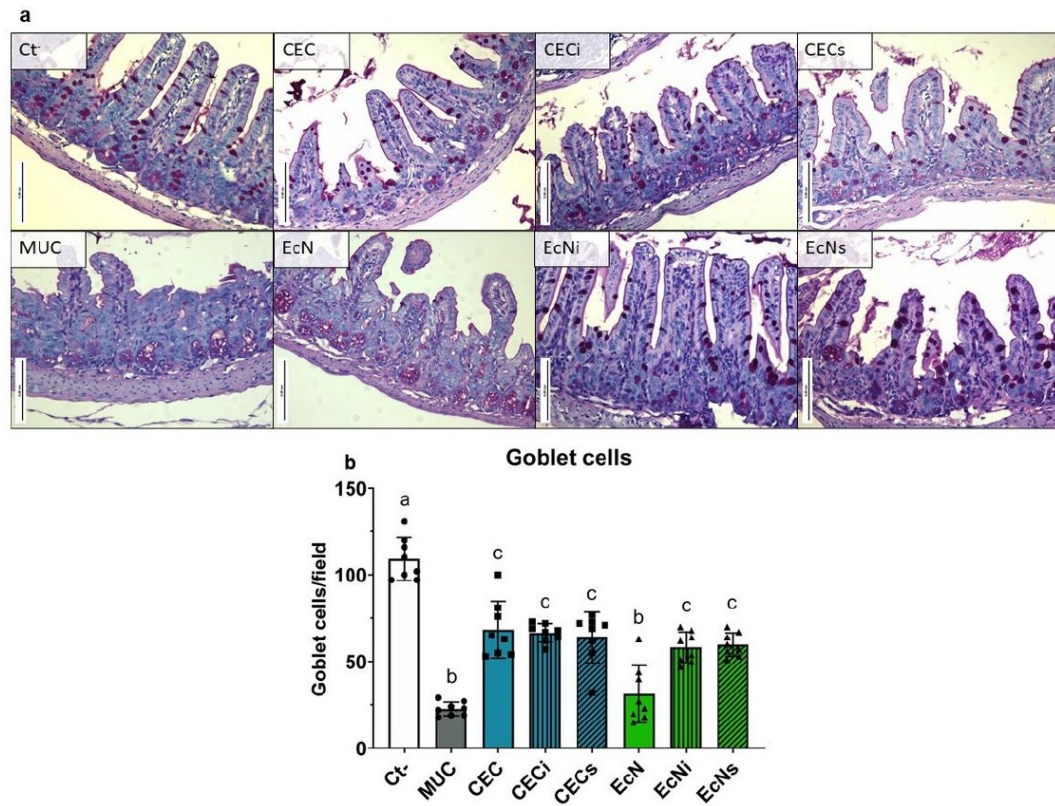 a
Ct-
CEC
CECi
CECs
MUC
EcN
EcNi
EcNs
b
Goblet cells
Goblet cells/field
150
100
50
0
a
b
c
c
c
b
c
c
Ct-
MUC
CEC
CECi
CECs
EcN
EcNi
EcNs